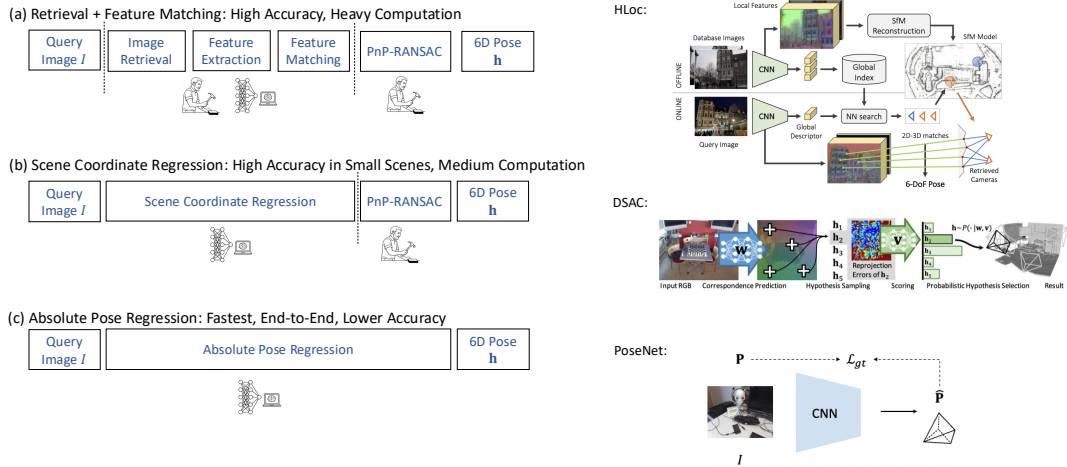 (a) Retrieval + Feature Matching: High Accuracy, Heavy Computation
Query
Image I
Image
Retrieval
Feature
Extraction
Feature
Matching
PnP-RANSAC
6D Pose
h
(b) Scene Coordinate Regression: High Accuracy in Small Scenes, Medium Computation
Query
Image I
Scene Coordinate Regression
PnP-RANSAC
6D Pose
h
(c) Absolute Pose Regression: Fastest, End-to-End, Lower Accuracy
Query
Image I
Absolute Pose Regression
6D Pose
h
HLoc:
Local Features
SfM
Reconstruction
Database Images
SfM Model
OFFLINE
CNN
Global
Index
ONLINE
CNN
NN search
Global
Descriptor
Query Image
2D-3D matches
Retrieved
Cameras
6-DoF Pose
DSAC:
w
h₁
h₂
h₃
h₄
h₅
Reprojection
Errors of h₂
v
h₁
h₂
h₃
h₄
h₅
h~P(·|w,v)
Input RGB
Correspondence Prediction
Hypothesis Sampling
Scoring
Probabilistic Hypothesis Selection
Result
PoseNet:
P
ℒgt
P̂
CNN
I